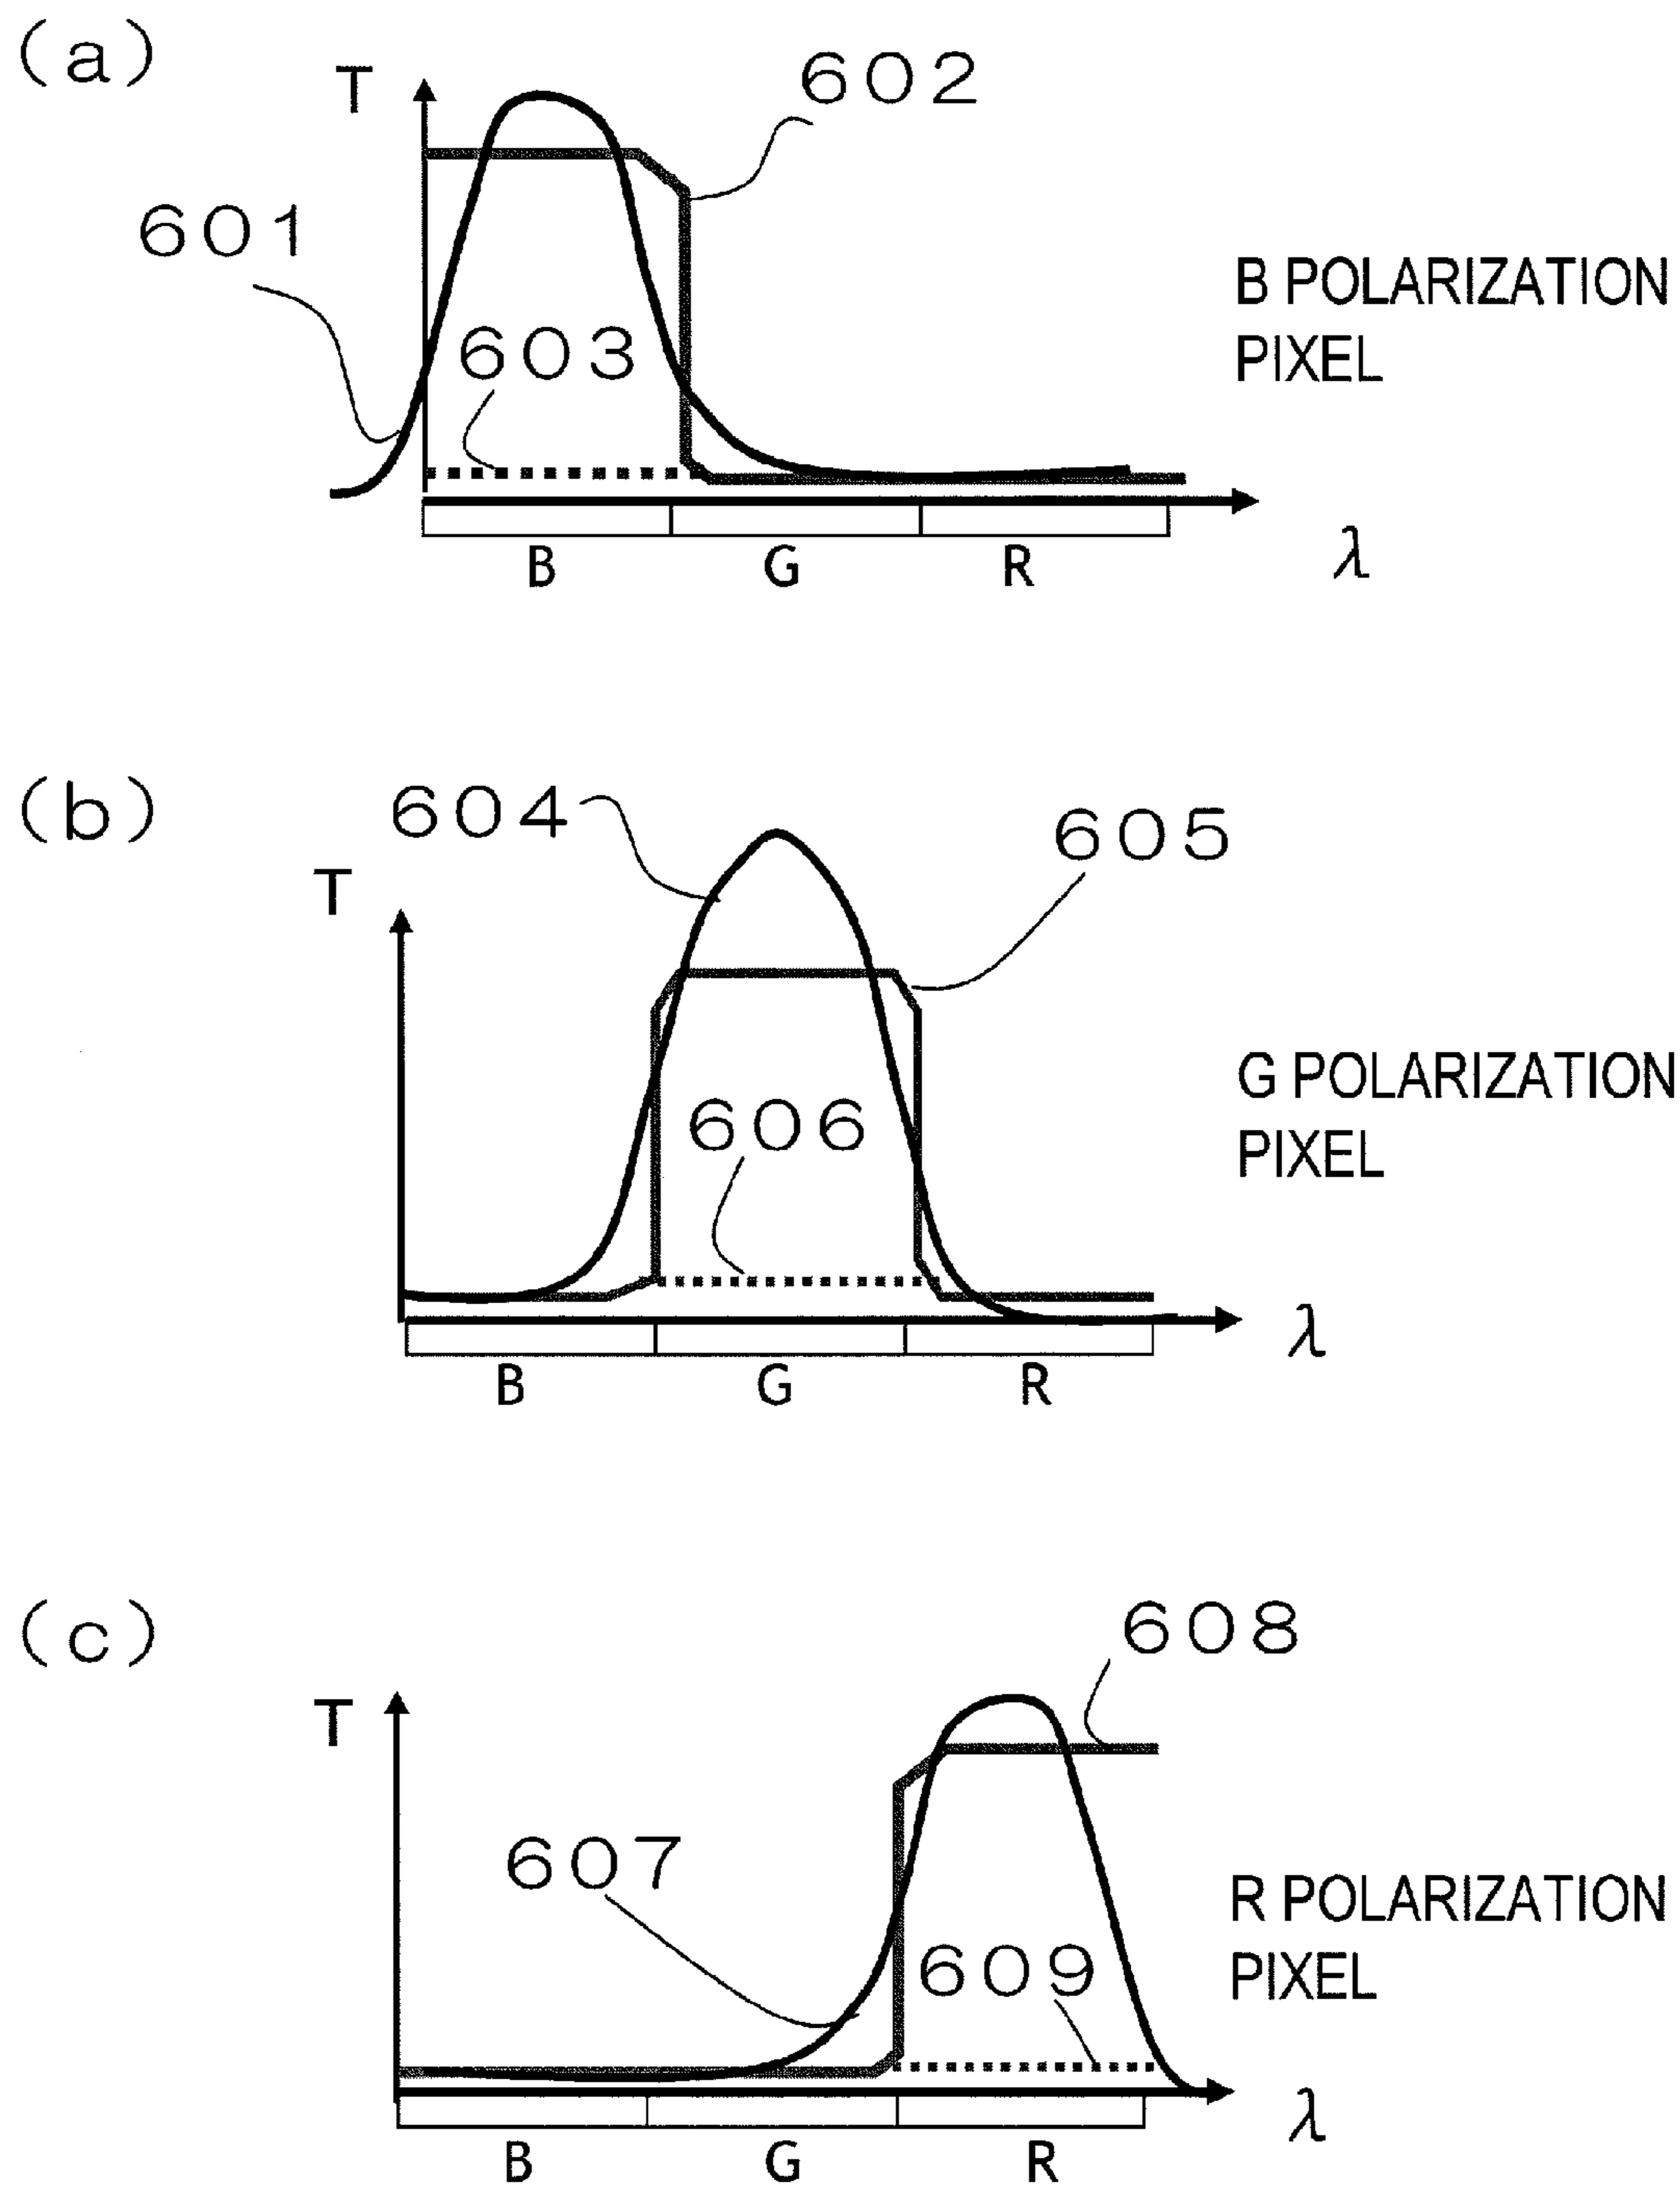 (a)
T
602
601
603
B POLARIZATION
PIXEL
B G R
λ
(b)
604
605
T
606
G POLARIZATION
PIXEL
λ
B G R
(c)
608
T
607
609
R POLARIZATION
PIXEL
λ
B G R